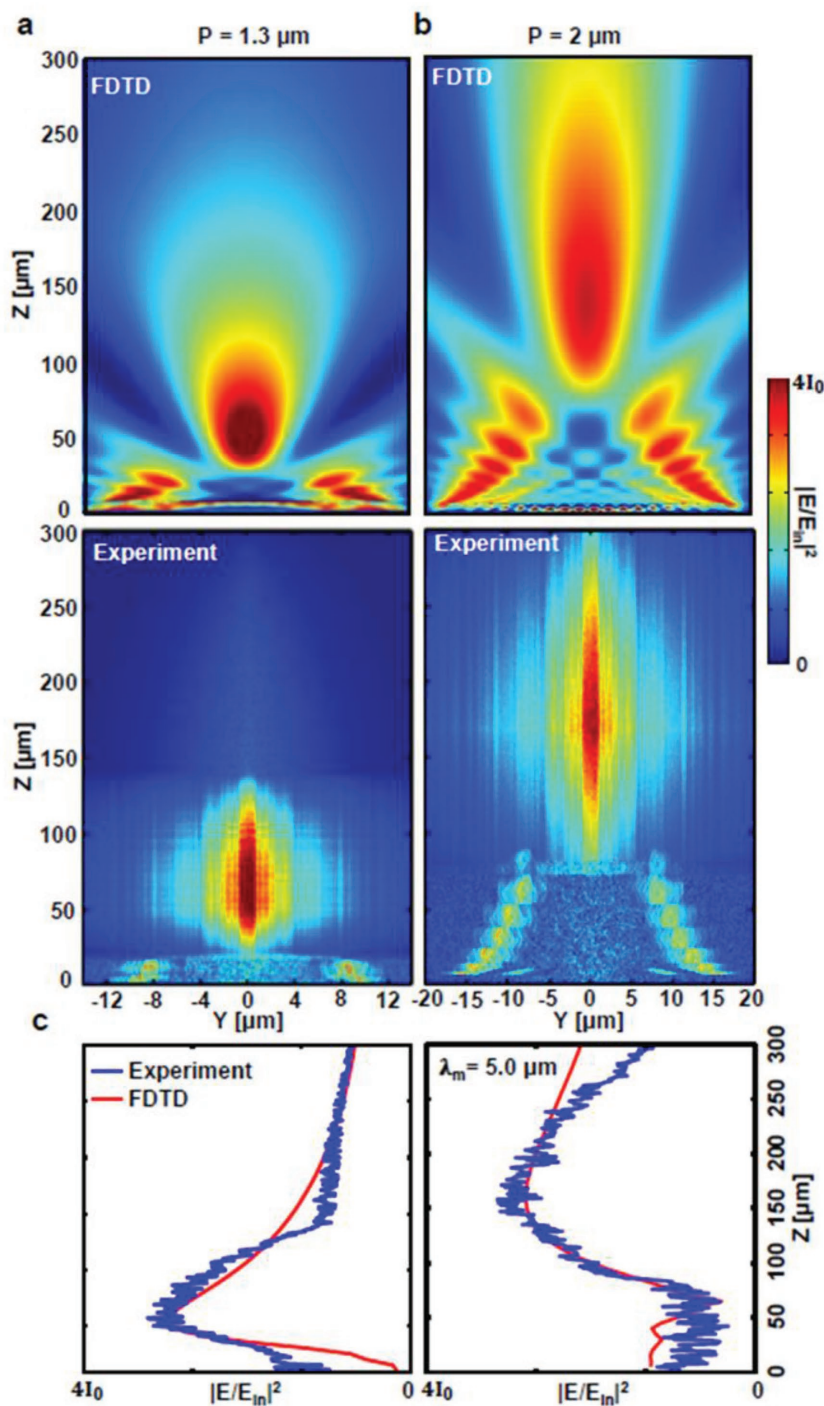 a
P = 1.3 µm
b
P = 2 µm
FDTD
FDTD
300
250
200
150
100
50
0
Z [µm]
4I₀
|E/Eᵢₙ|²
0
Experiment
Experiment
300
250
200
150
100
50
0
Z [µm]
-12 -8 -4 0 4 8 12
Y [µm]
-20 -15 -10 -5 0 5 10 15 20
Y [µm]
c
Experiment
FDTD
λₘ= 5.0 µm
300
250
200
150
100
50
0
Z [µm]
4I₀ |E/Eᵢₙ|² 0
4I₀ |E/Eᵢₙ|² 0